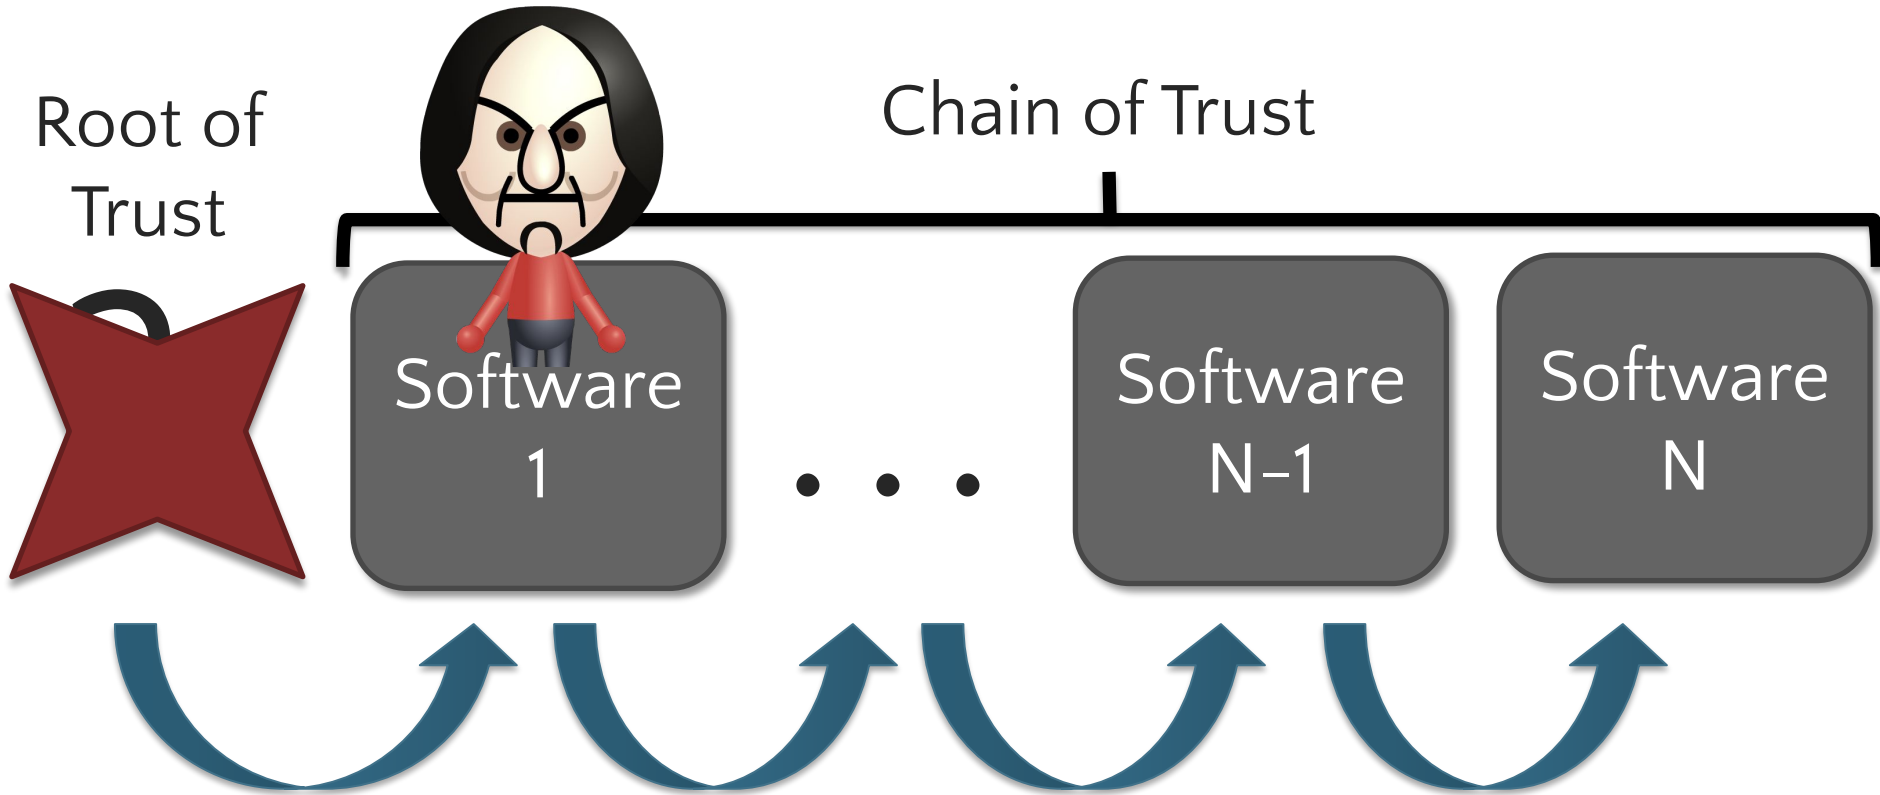 Root of
Trust
Chain of Trust
Software
1
. . .
Software
N–1
Software
N